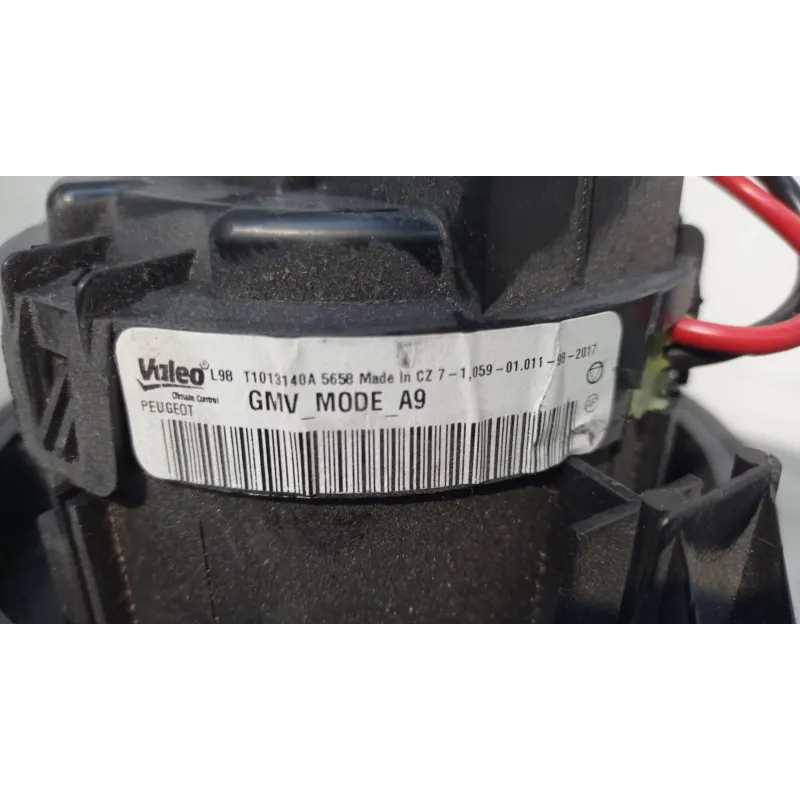 Valeo® L98 T1013140A 5658 Made In CZ 7-1,059-01.011-98-2017
Climate Control
PEUGEOT GMV_MODE_A9